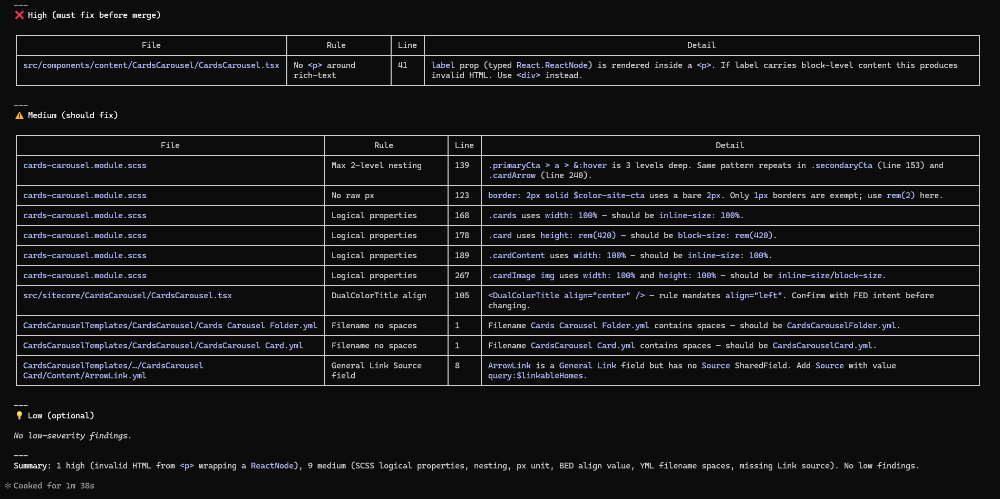 ———
❌ High (must fix before merge)
File Rule Line Detail
src/components/content/CardsCarousel/CardsCarousel.tsx No <p> around 41 label prop (typed React.ReactNode) is rendered inside a <p>. If label carries block-level content this produces
rich-text invalid HTML. Use <div> instead.
———
⚠️ Medium (should fix)
File Rule Line Detail
cards-carousel.module.scss Max 2-level nesting 139 .primaryCta > a > &:hover is 3 levels deep. Same pattern repeats in .secondaryCta (line 153) and
.cardArrow (line 240).
cards-carousel.module.scss No raw px 123 border: 2px solid $color-site-cta uses a bare 2px. Only 1px borders are exempt; use rem(2) here.
cards-carousel.module.scss Logical properties 168 .cards uses width: 100% — should be inline-size: 100%.
cards-carousel.module.scss Logical properties 178 .card uses height: rem(420) — should be block-size: rem(420).
cards-carousel.module.scss Logical properties 189 .cardContent uses width: 100% — should be inline-size: 100%.
cards-carousel.module.scss Logical properties 267 .cardImage img uses width: 100% and height: 100% — should be inline-size/block-size.
src/sitecore/CardsCarousel/CardsCarousel.tsx DualColorTitle align 105 <DualColorTitle align="center" /> — rule mandates align="left". Confirm with FED intent before
changing.
CardsCarouselTemplates/CardsCarousel/Cards Carousel Folder.yml Filename no spaces 1 Filename Cards Carousel Folder.yml contains spaces — should be CardsCarouselFolder.yml.
CardsCarouselTemplates/CardsCarousel/CardsCarousel Card.yml Filename no spaces 1 Filename CardsCarousel Card.yml contains spaces — should be CardsCarouselCard.yml.
CardsCarouselTemplates/…/CardsCarousel General Link Source 8 ArrowLink is a General Link field but has no Source SharedField. Add Source with value
Card/Content/ArrowLink.yml field query:$linkableHomes.
———
💡 Low (optional)
No low-severity findings.
———
Summary: 1 high (invalid HTML from <p> wrapping a ReactNode), 9 medium (SCSS logical properties, nesting, px unit, BED align value, YML filename spaces, missing Link source). No low findings.
✻ Cooked for 1m 38s